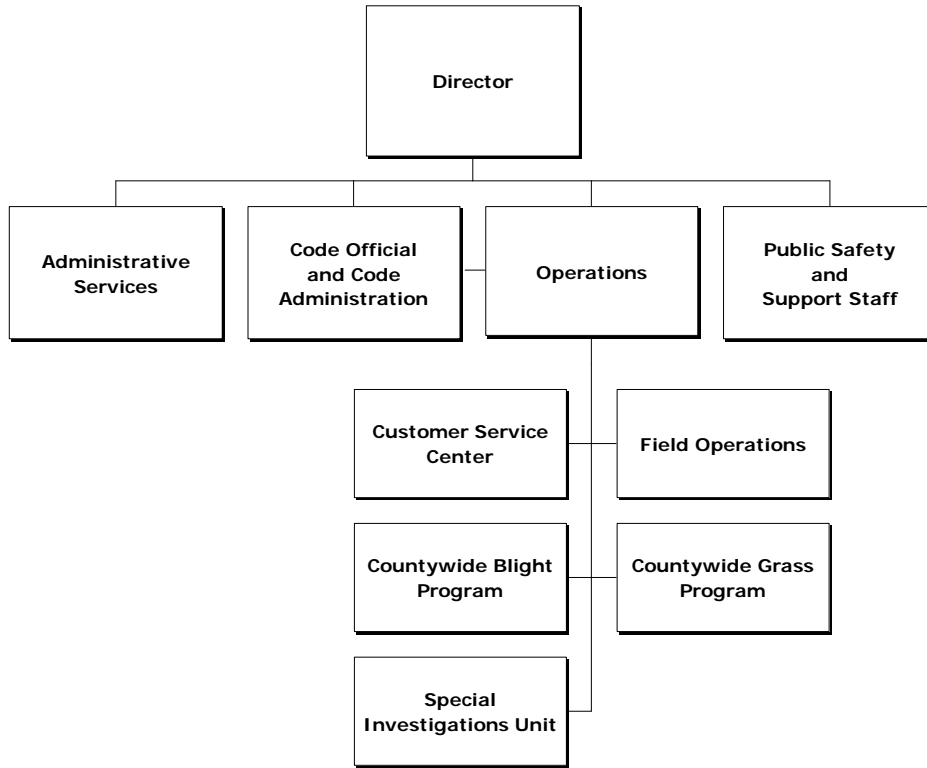 Director
Administrative
Services
Code Official
and Code
Administration
Operations
Public Safety
and
Support Staff
Customer Service
Center
Field Operations
Countywide Blight
Program
Countywide Grass
Program
Special
Investigations Unit